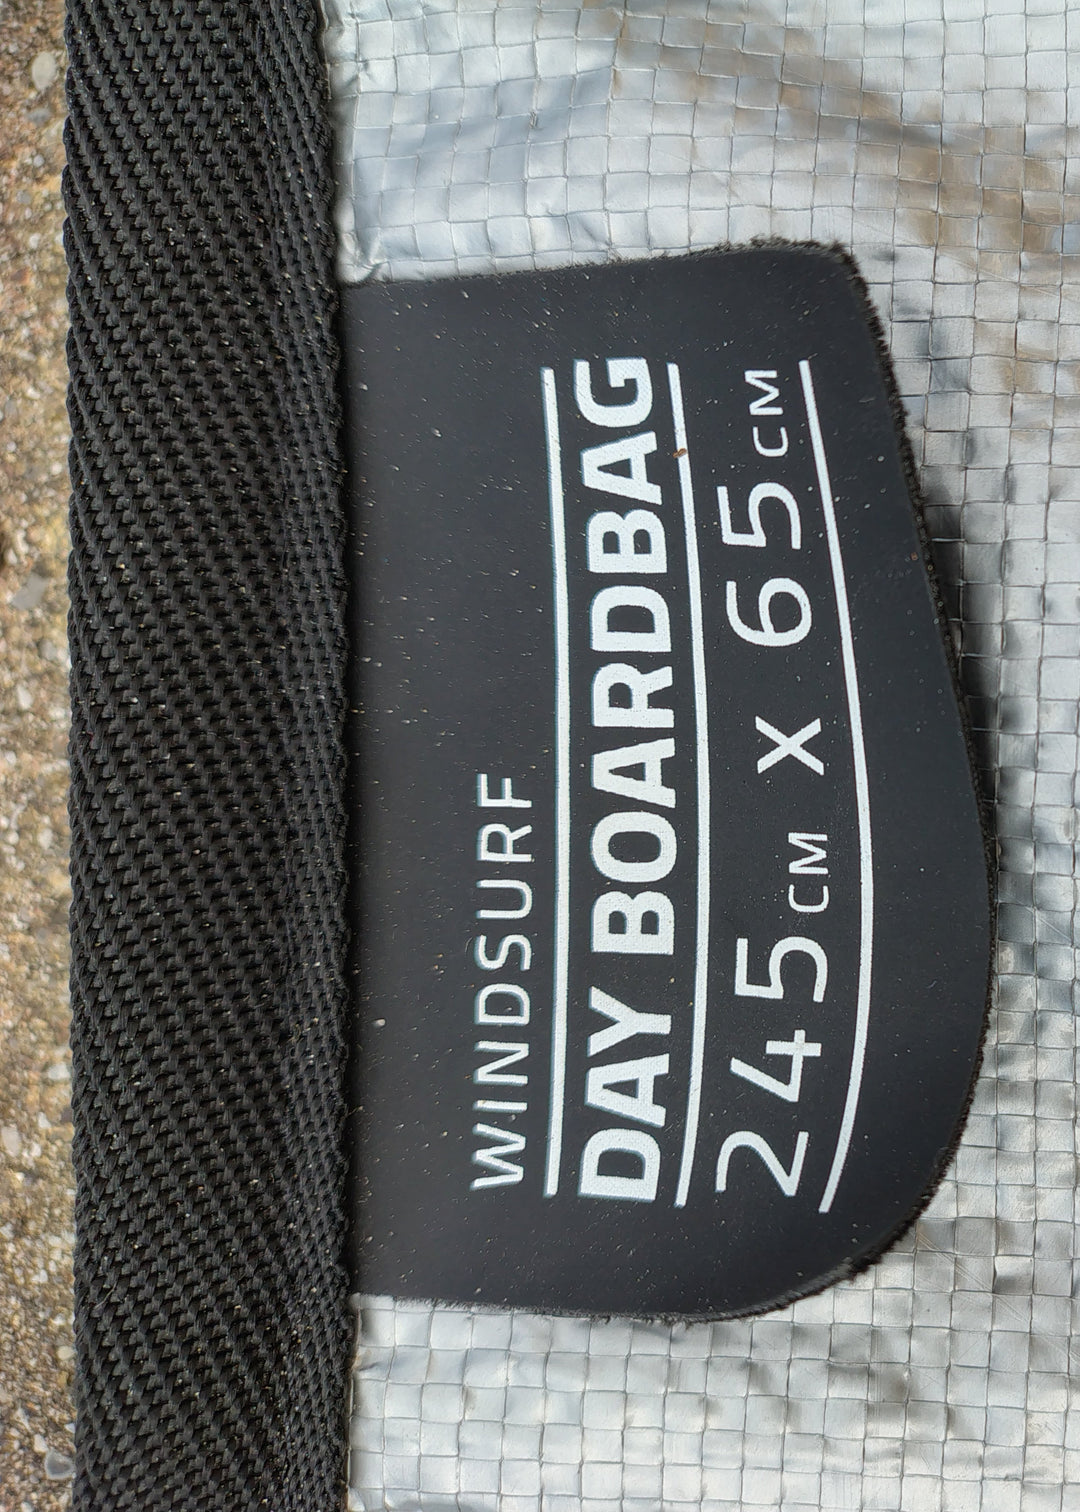 WINDSURF
DAY BOARDBAG
245CM X 65CM